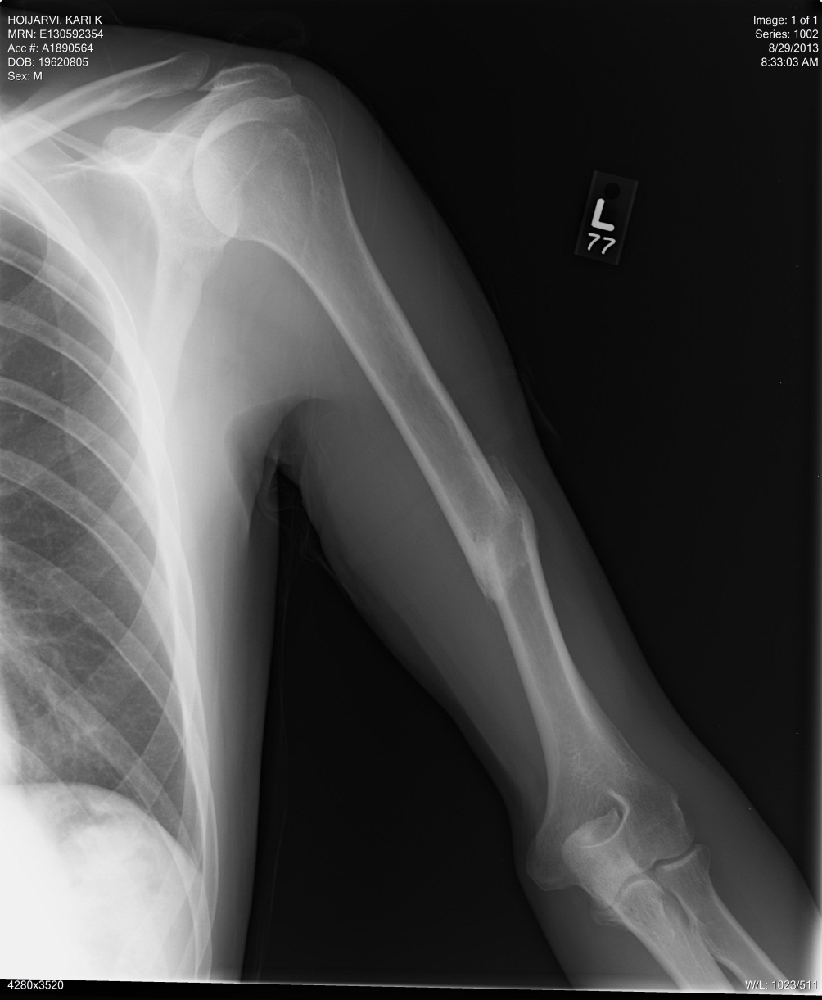 HOIJARVI, KARI K
MRN: E130592354
Acc #: A1890564
DOB: 19620805
Sex: M
Image: 1 of 1
Series: 1002
8/29/2013
8:33:03 AM
L
77
4280x3520
W/L: 1023/511